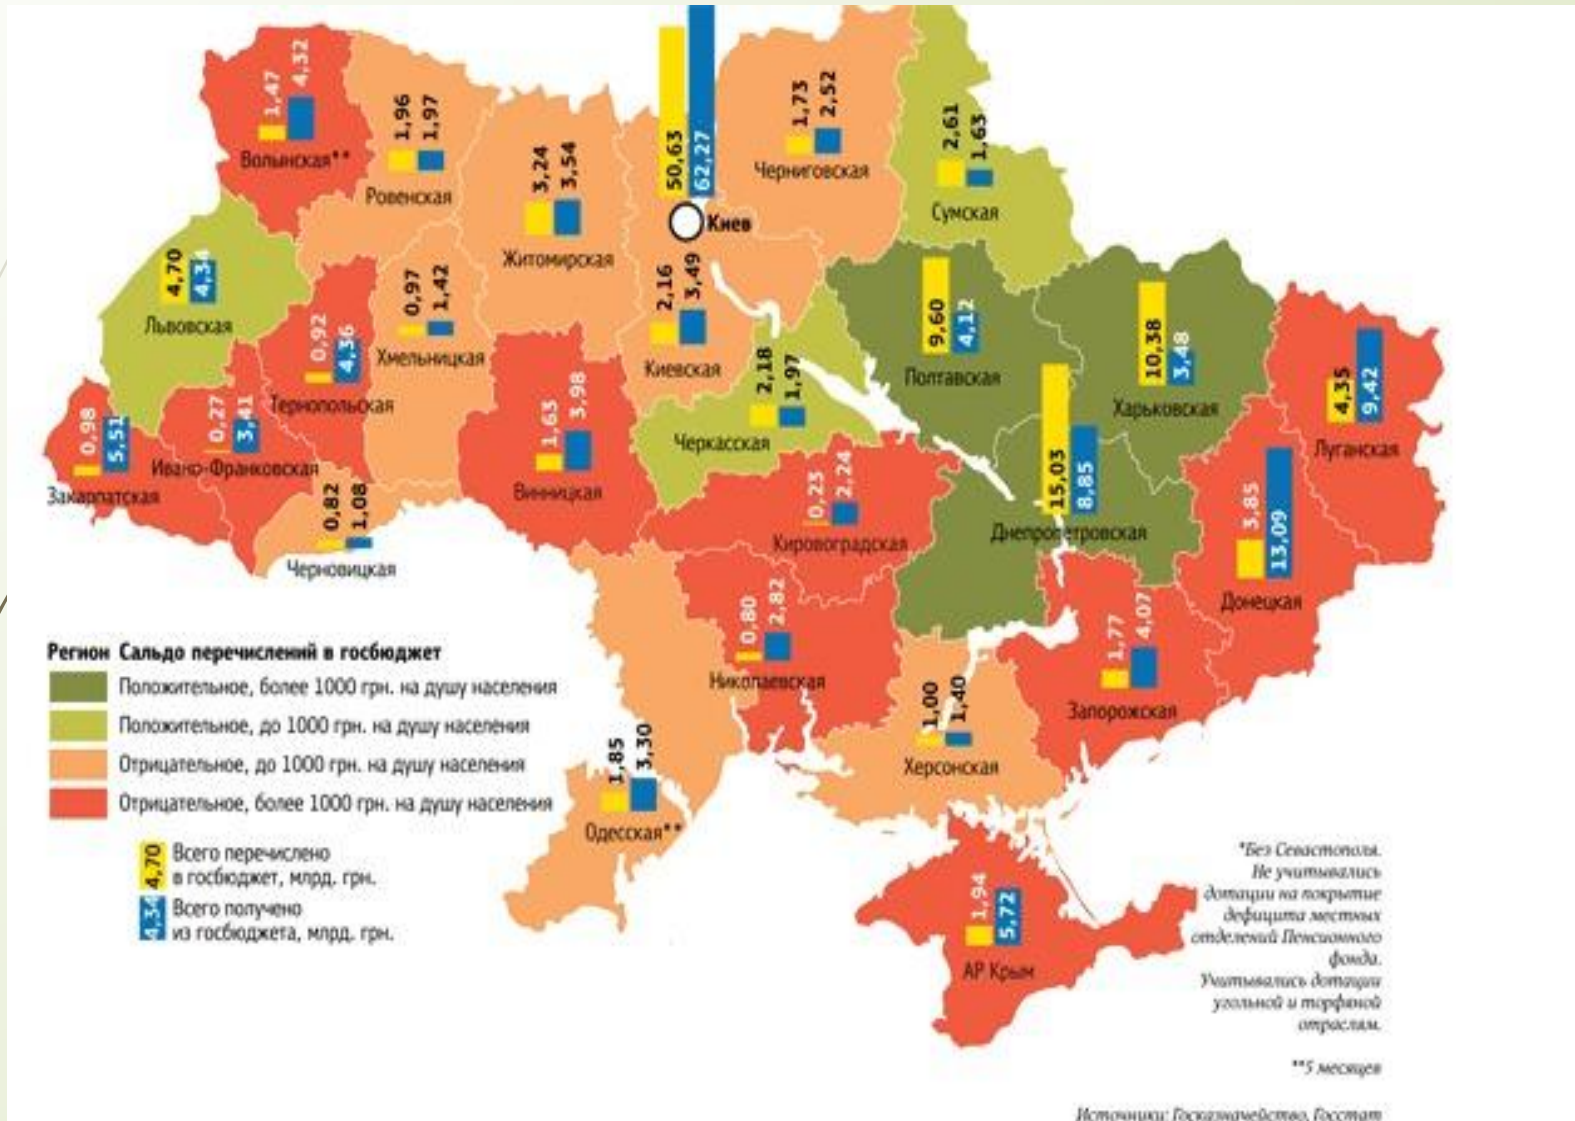 1,47 4,32
Волынская**
1,96 1,97
Ровенская
3,24 3,54
Житомирская
50,63 62,27
Киев
1,73 2,52
Черниговская
2,61 1,63
Сумская
4,70 4,34
Львовская
0,92 4,36
Тернопольская
0,97 1,42
Хмельницкая
2,16 3,49
Киевская
2,18 1,97
Черкасская
9,60 4,12
Полтавская
10,38 3,48
Харьковская
4,35 9,42
Луганская
0,98 5,51
Закарпатская
0,27 3,41
Ивано-Франковская
0,82 1,08
Черновицкая
1,63 3,98
Винницкая
0,23 2,24
Кировоградская
15,03 8,85
Днепропетровская
3,85 13,09
Донецкая
0,80 2,82
Николаевская
1,77 4,07
Запорожская
1,00 1,40
Херсонская
1,85 3,30
Одесская**
1,94 5,72
АР Крым
Регион Сальдо перечислений в госбюджет
Положительное, более 1000 грн. на душу населения
Положительное, до 1000 грн. на душу населения
Отрицательное, до 1000 грн. на душу населения
Отрицательное, более 1000 грн. на душу населения
4,70 Всего перечислено
в госбюджет, млрд. грн.
4,34 Всего получено
из госбюджета, млрд. грн.
*Без Севастополя.
Не учитывались
дотации на покрытие
дефицита местных
отделений Пенсионного
фонда.
Учитывались дотации
угольной и торфяной
отраслям.
**5 месяцев
Источники: Госказначейство, Госстат